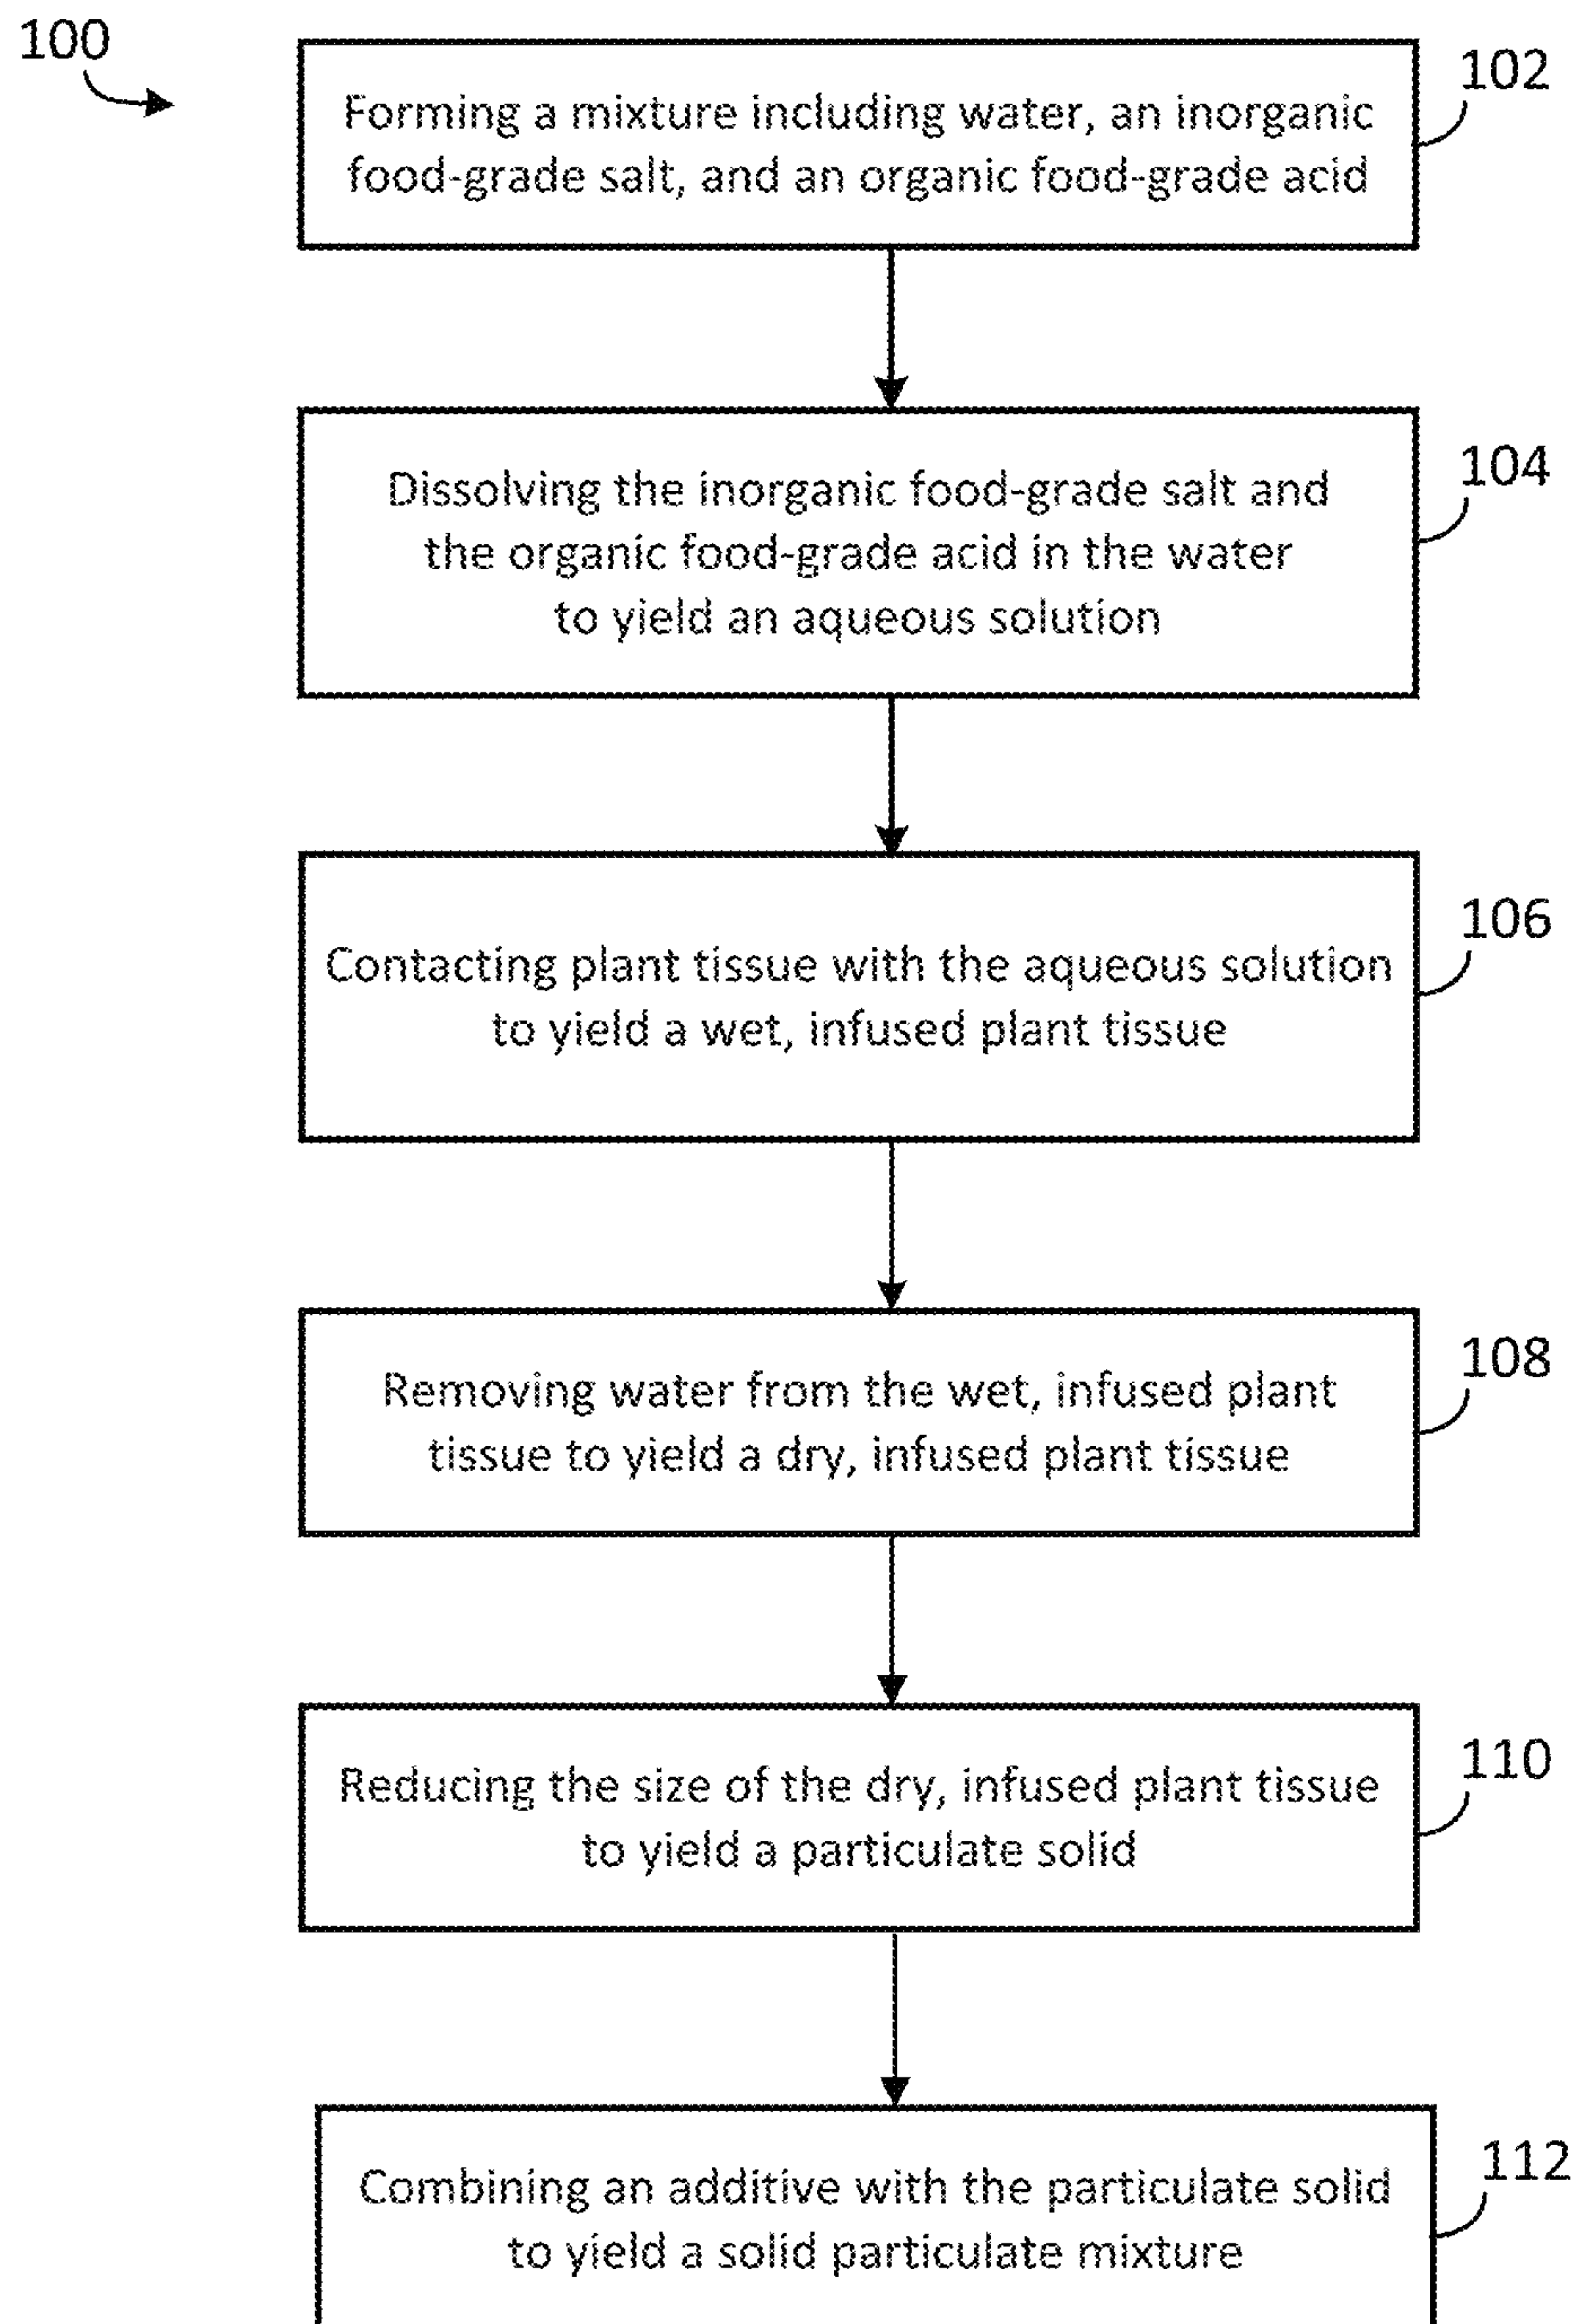 100
102
Forming a mixture including water, an inorganic
food-grade salt, and an organic food-grade acid
104
Dissolving the inorganic food-grade salt and
the organic food-grade acid in the water
to yield an aqueous solution
106
Contacting plant tissue with the aqueous solution
to yield a wet, infused plant tissue
108
Removing water from the wet, infused plant
tissue to yield a dry, infused plant tissue
110
Reducing the size of the dry, infused plant tissue
to yield a particulate solid
112
Combining an additive with the particulate solid
to yield a solid particulate mixture